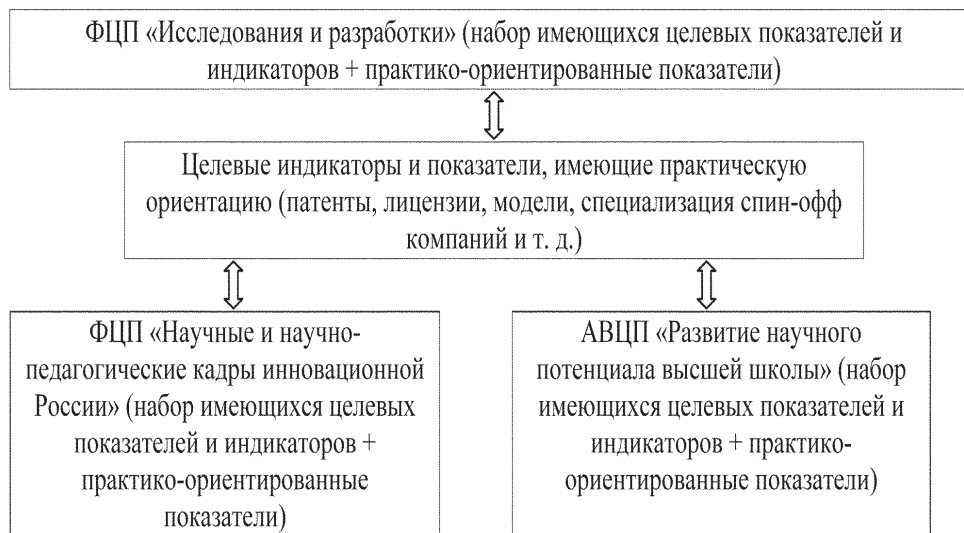 ФЦП «Исследования и разработки» (набор имеющихся целевых показателей и
индикаторов + практико-ориентированные показатели)
Целевые индикаторы и показатели, имеющие практическую
ориентацию (патенты, лицензии, модели, специализация спин-офф
компаний и т. д.)
ФЦП «Научные и научно-
педагогические кадры инновационной
России» (набор имеющихся целевых
показателей и индикаторов +
практико-ориентированные
показатели)
АВЦП «Развитие научного
потенциала высшей школы» (набор
имеющихся целевых показателей и
индикаторов + практико-
ориентированные показатели)